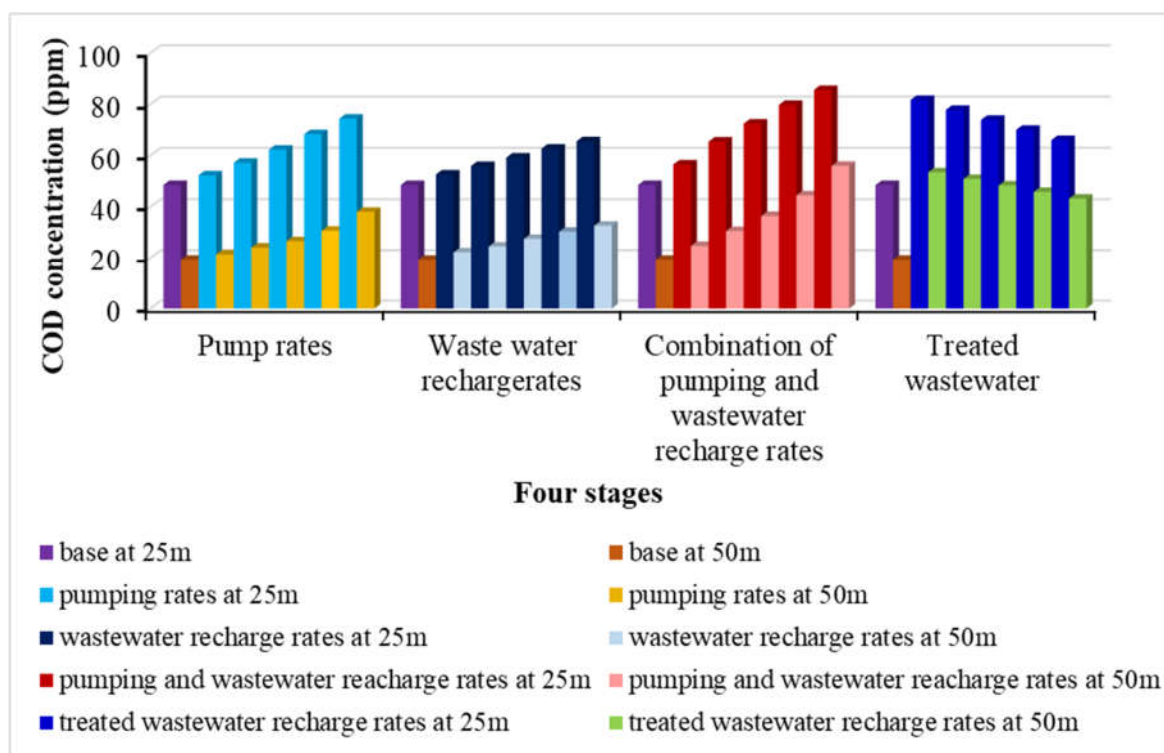 COD concentration (ppm)
100
80
60
40
20
0
Pump rates
Waste water
rechargerates
Combination of
pumping and
wastewater
recharge rates
Treated
wastewater
Four stages
base at 25m
base at 50m
pumping rates at 25m
pumping rates at 50m
wastewater recharge rates at 25m
wastewater recharge rates at 50m
pumping and wastewater reacharge rates at 25m
pumping and wastewater reacharge rates at 50m
treated wastewater recharge rates at 25m
treated wastewater recharge rates at 50m